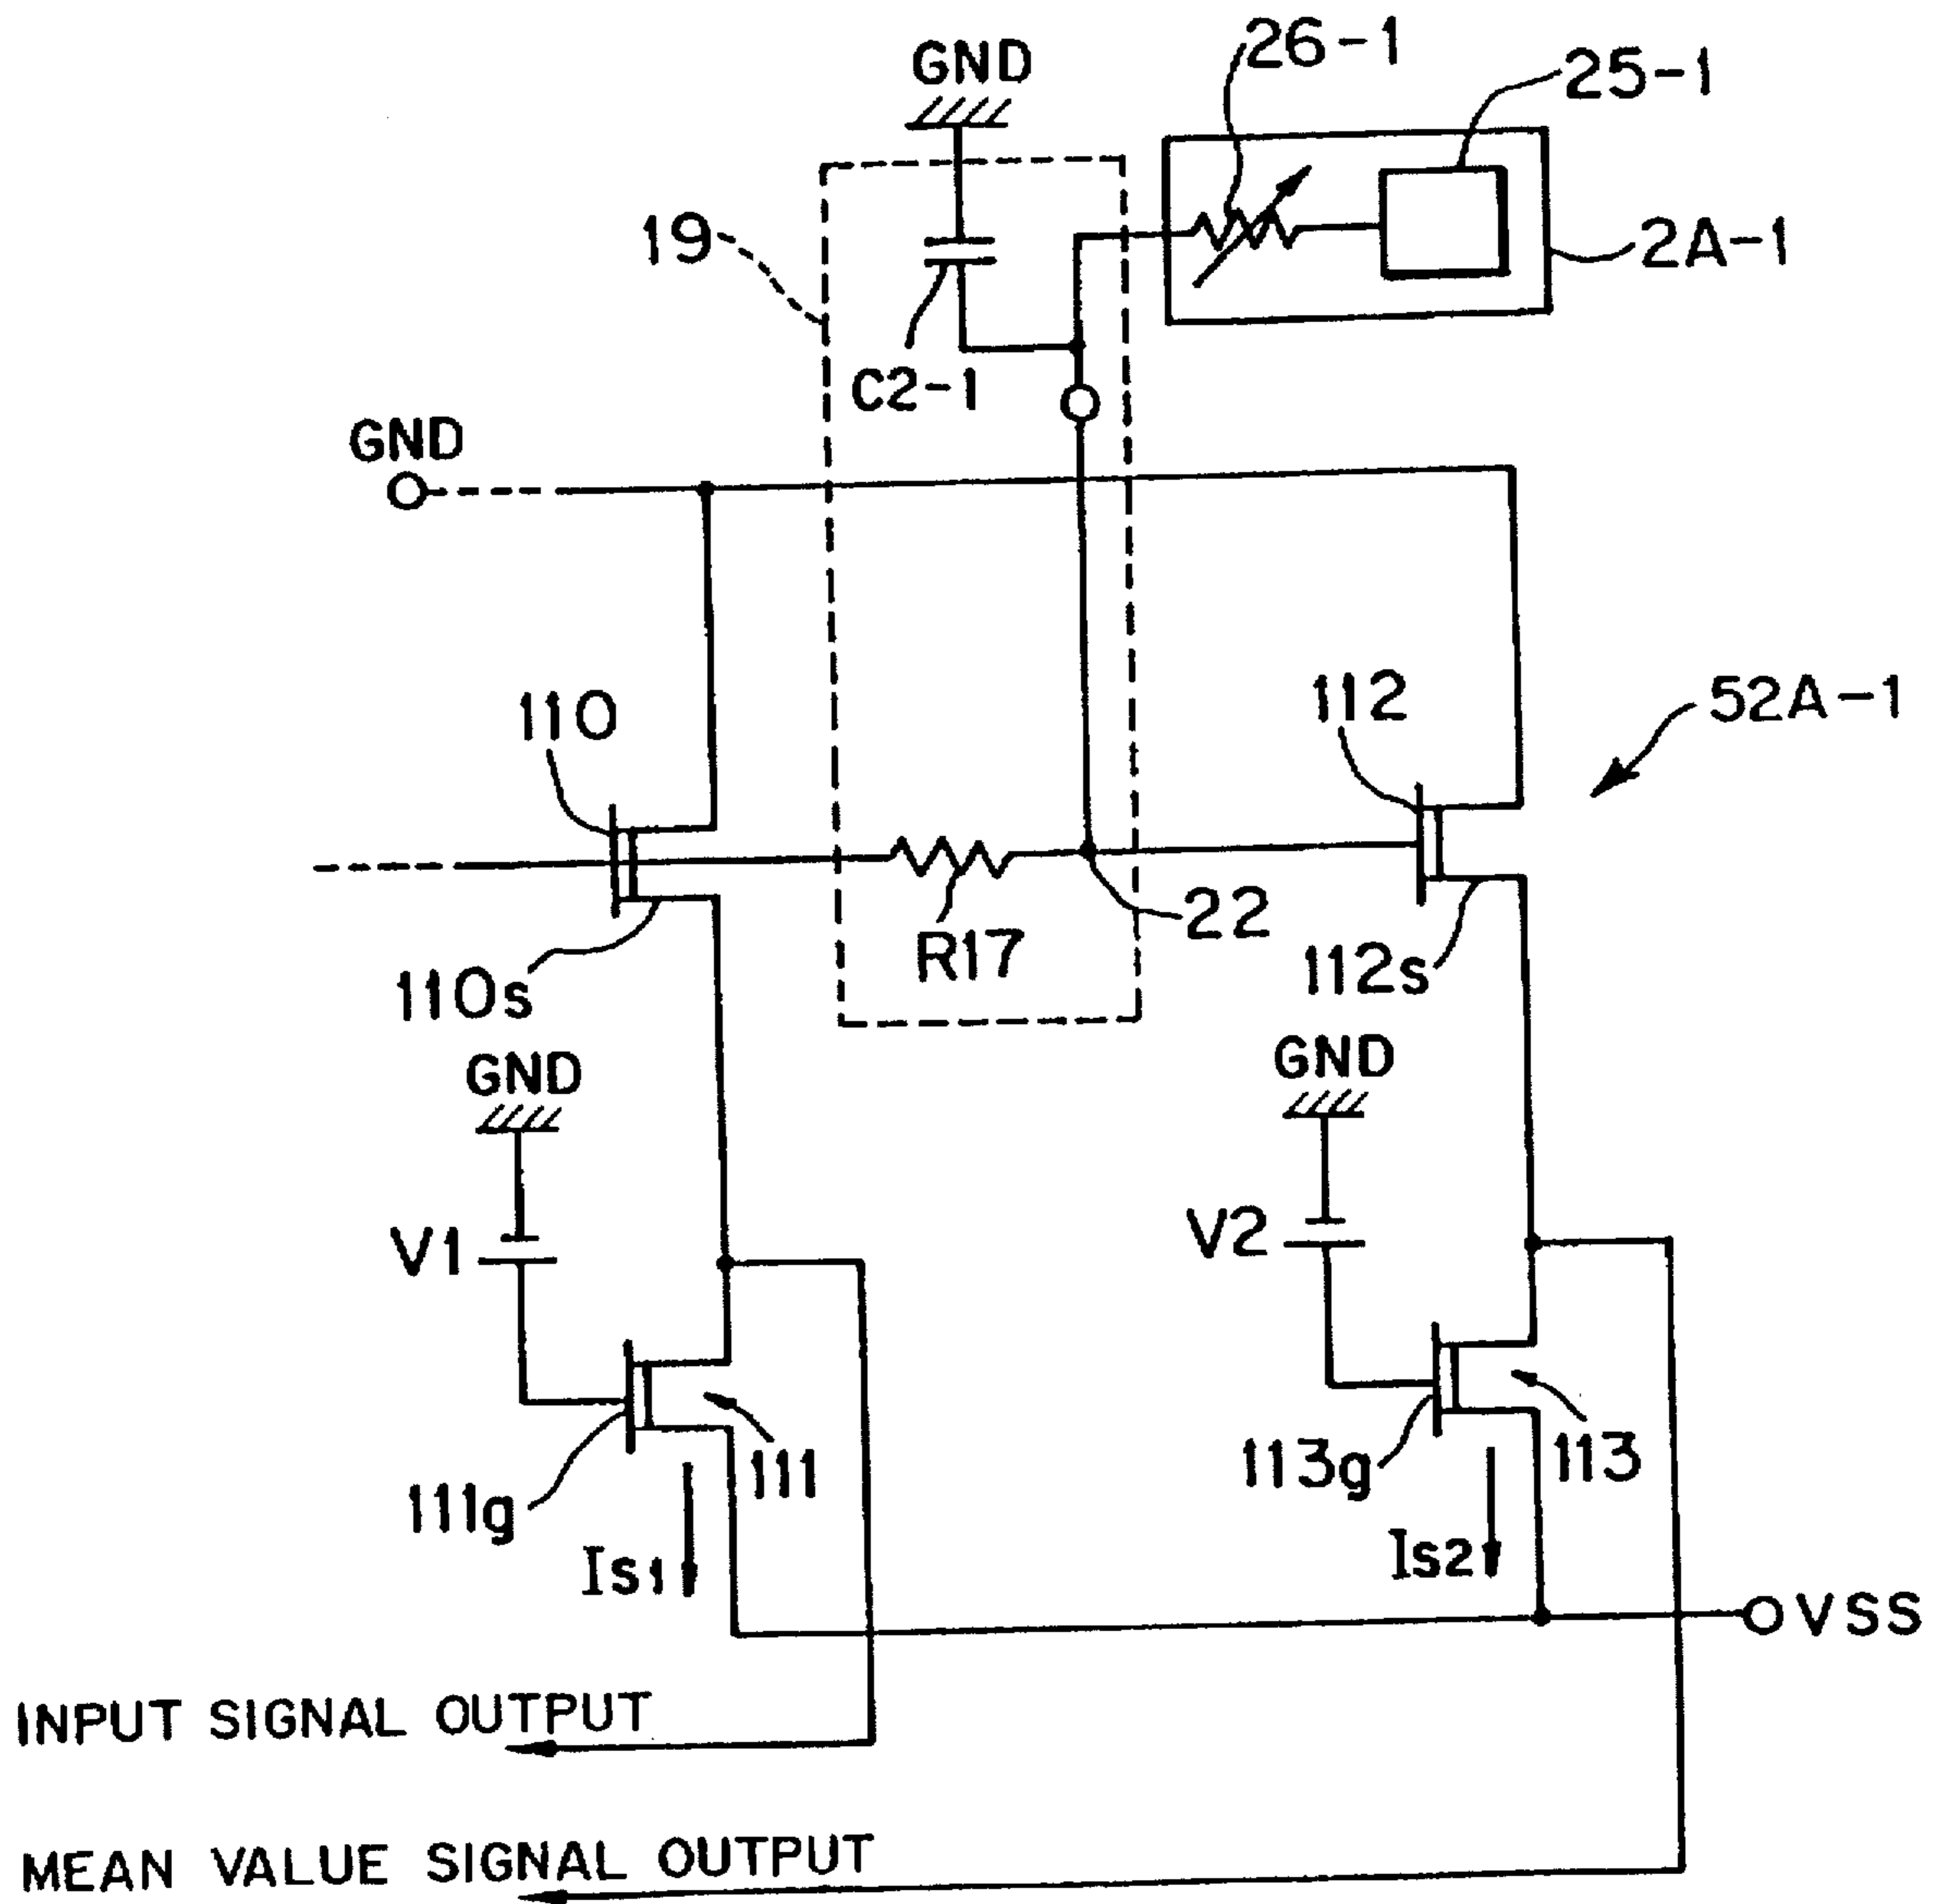 GND
26-1
25-1
19
2A-1
C2-1
GND
110
112
52A-1
22
R17
110s
112s
GND
GND
V1
V2
111
113
111g
113g
Is1
Is2
VSS
INPUT SIGNAL OUTPUT
MEAN VALUE SIGNAL OUTPUT